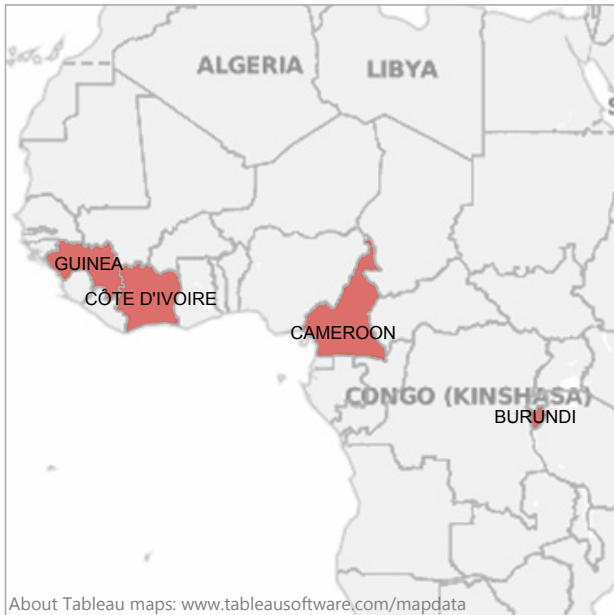 ALGERIA
LIBYA
S
GUINEA
CÔTE D'IVOIRE
CAMEROON
CONGO (KINSHASA)
BURUNDI
About Tableau maps: www.tableausoftware.com/mapdata